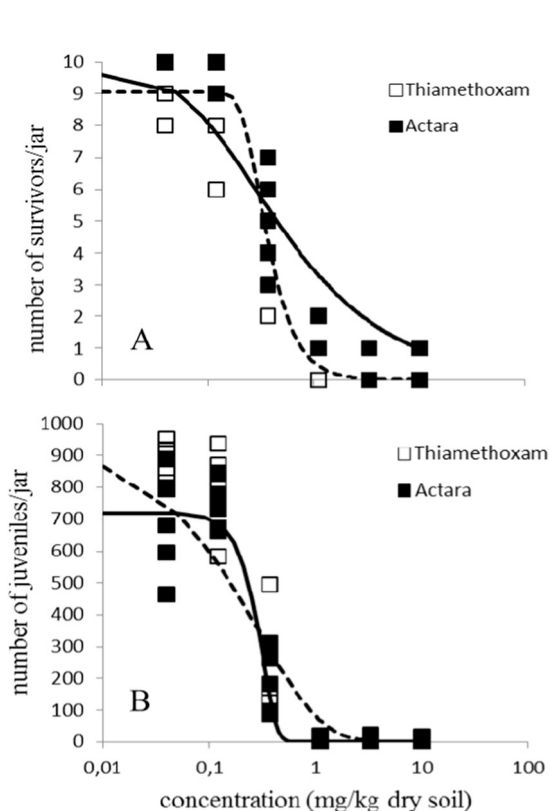 10
9
8
7
6
5
4
3
2
1
0
number of survivors/jar
Thiamethoxam
Actara
A
1000
900
800
700
600
500
400
300
200
100
0
number of juveniles/jar
Thiamethoxam
Actara
B
0,01 0,1 1 10 100
concentration (mg/kg dry soil)